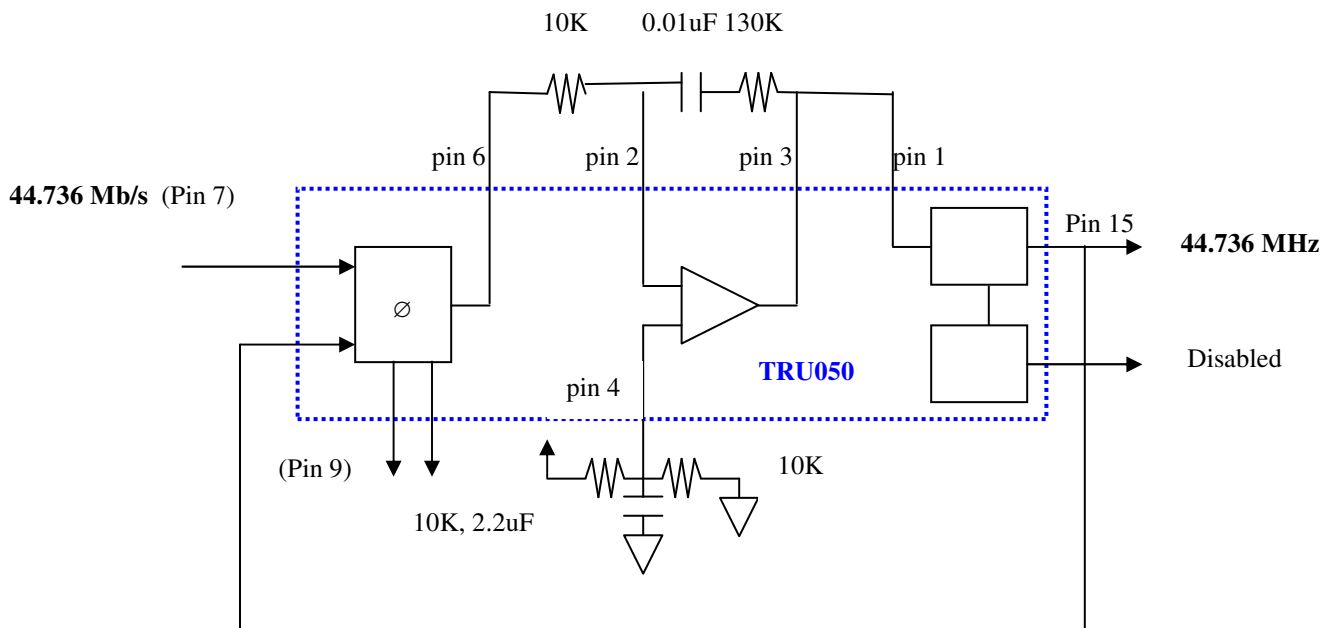 10K 0.01uF 130K
pin 6 pin 2 pin 3 pin 1
44.736 Mb/s (Pin 7)
Pin 15
44.736 MHz
∅
TRU050
Disabled
pin 4
(Pin 9)
10K
10K, 2.2uF